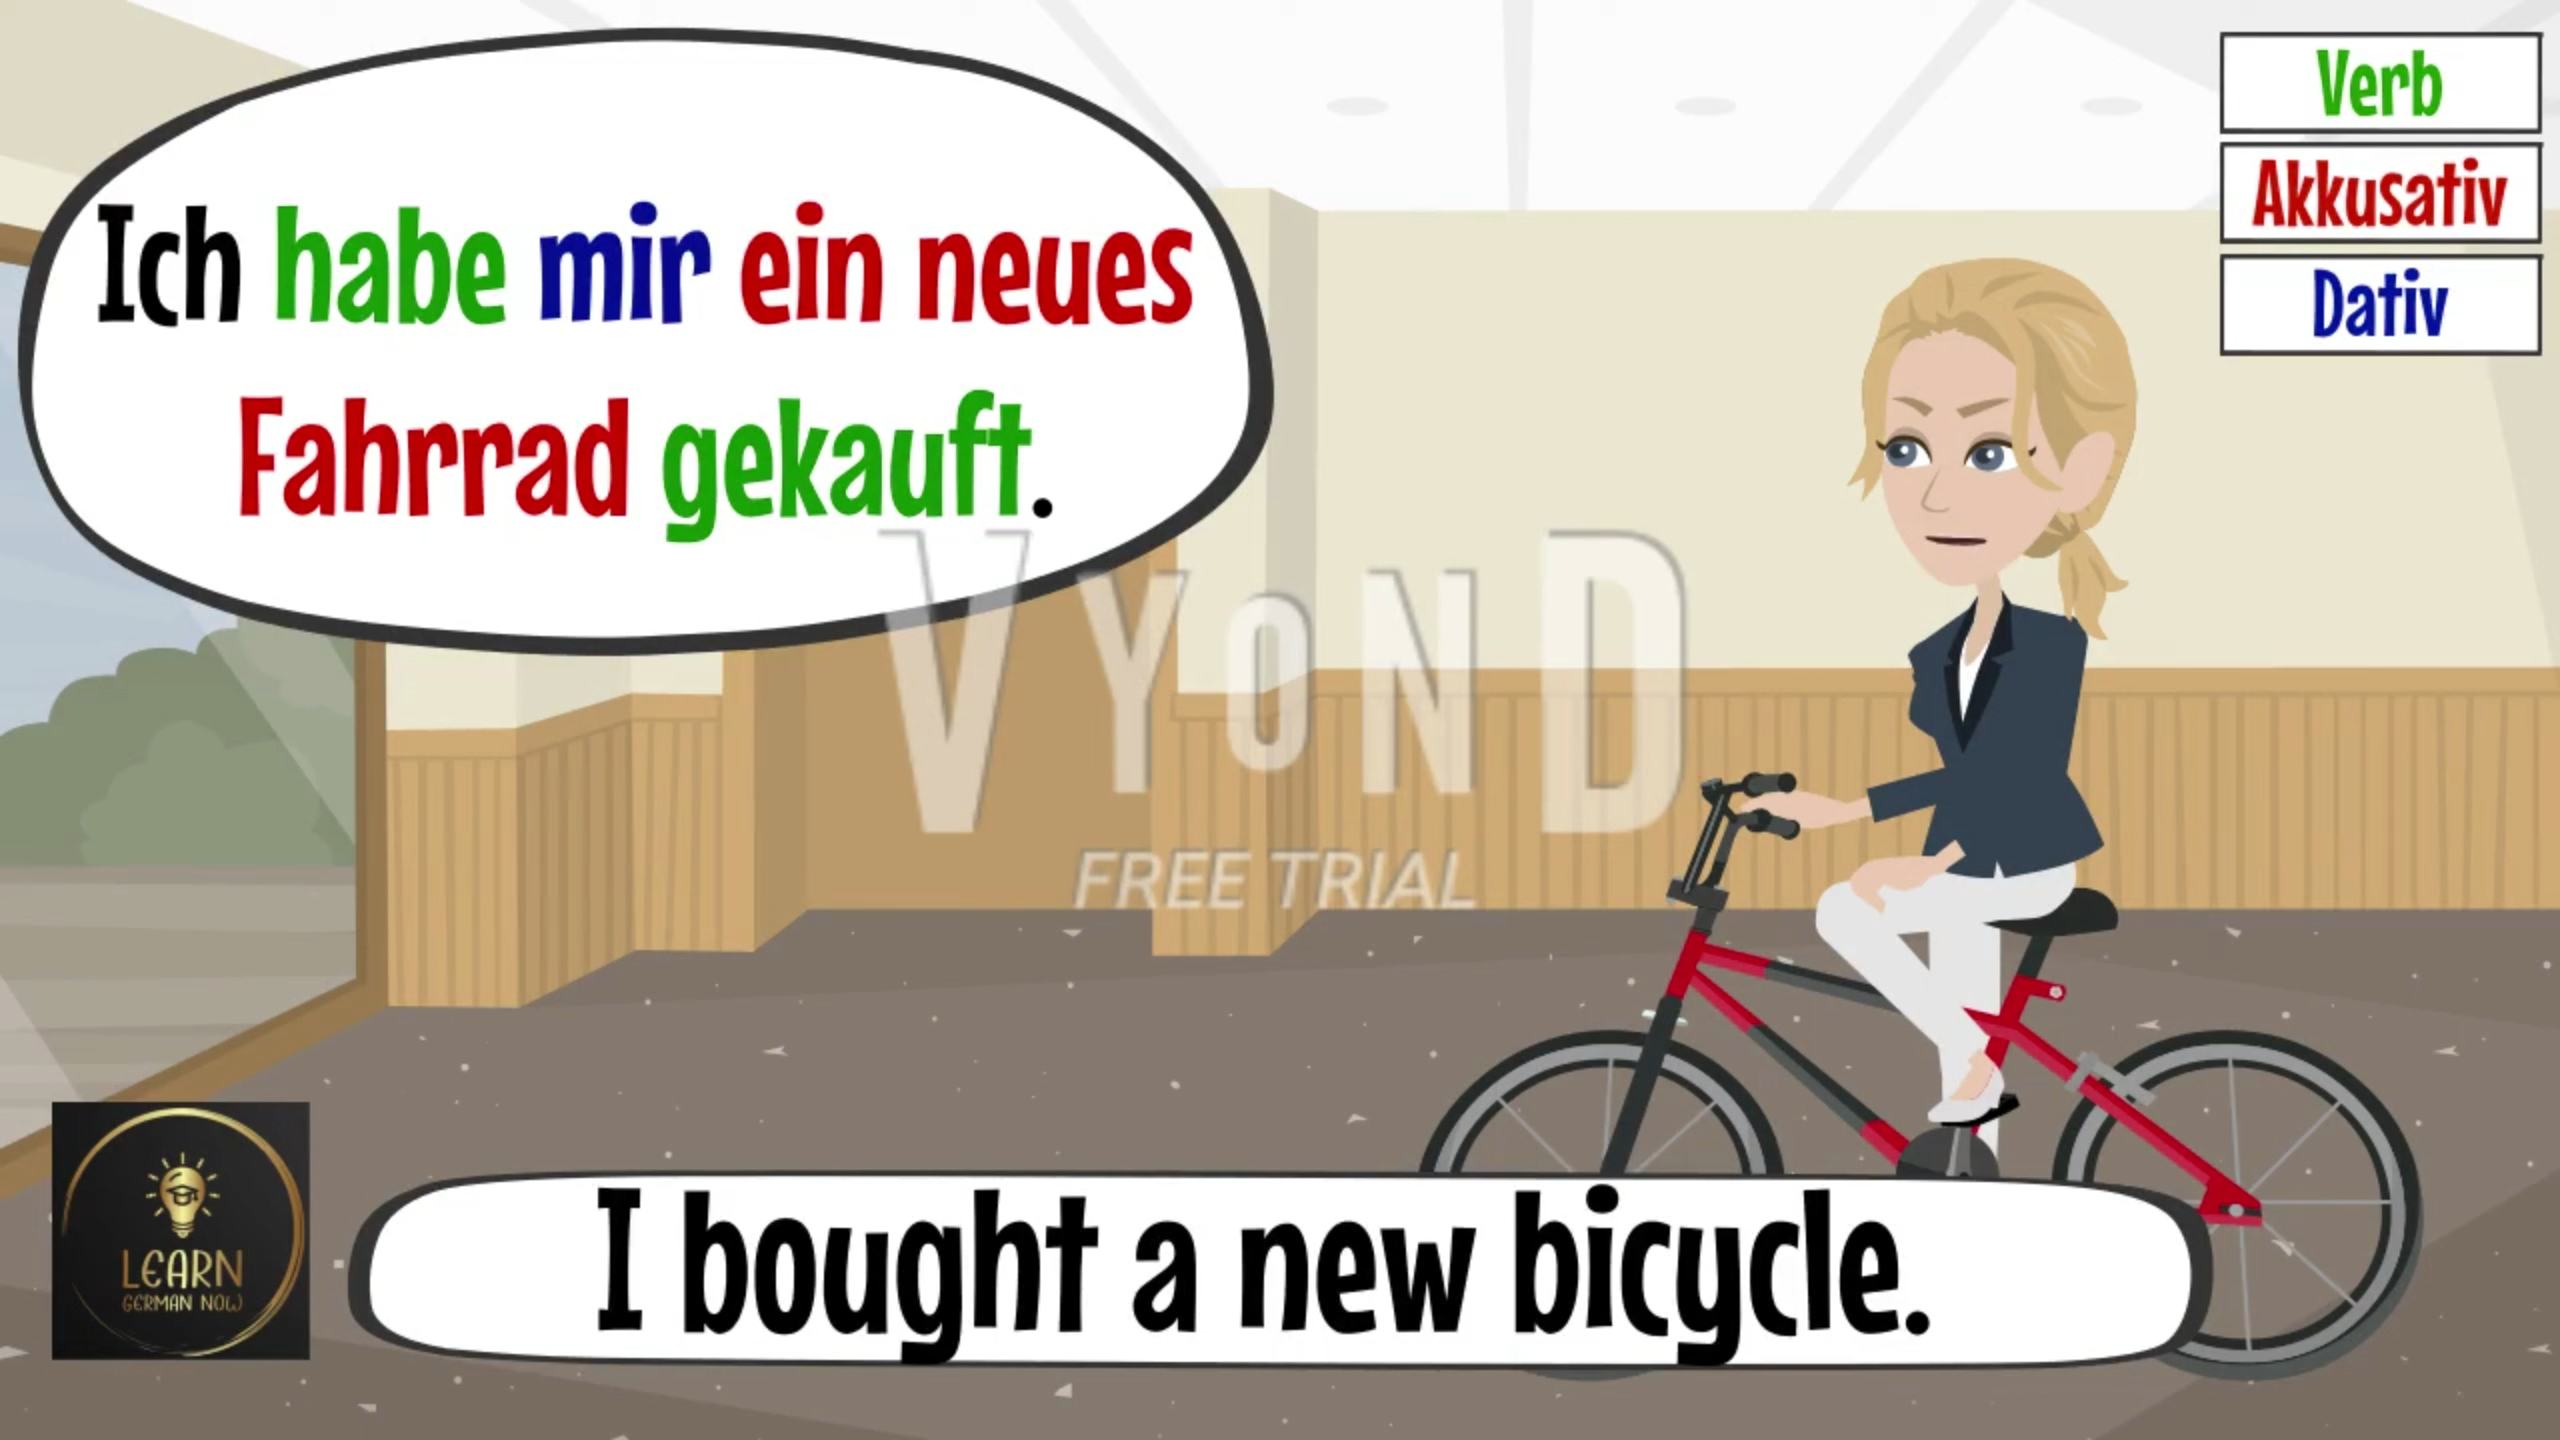 Ich habe mir ein neues
Fahrrad gekauft.
Verb
Akkusativ
Dativ
VYOND
FREE TRIAL
LEARN
GERMAN NOW
I bought a new bicycle.